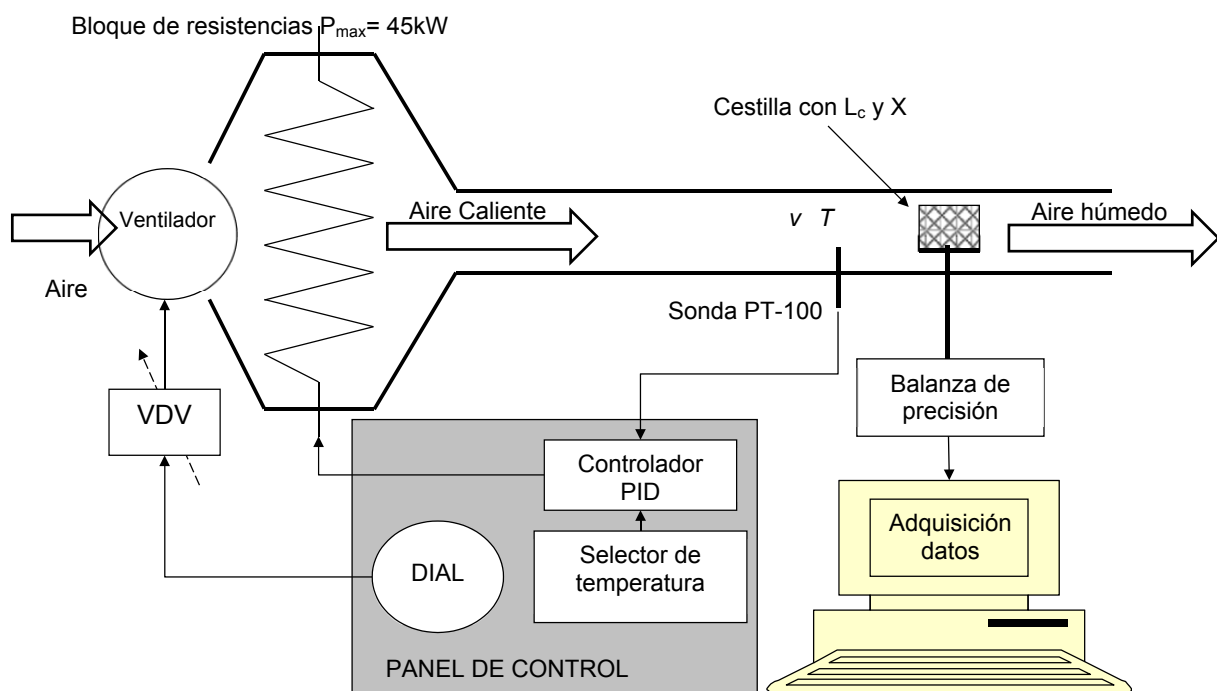 Bloque de resistencias Pmax= 45kW
Cestilla con Lc y X
Ventilador
Aire Caliente
v T
Aire húmedo
Aire
Sonda PT-100
VDV
Balanza de
precisión
Controlador
PID
Adquisición
datos
Selector de
temperatura
DIAL
PANEL DE CONTROL